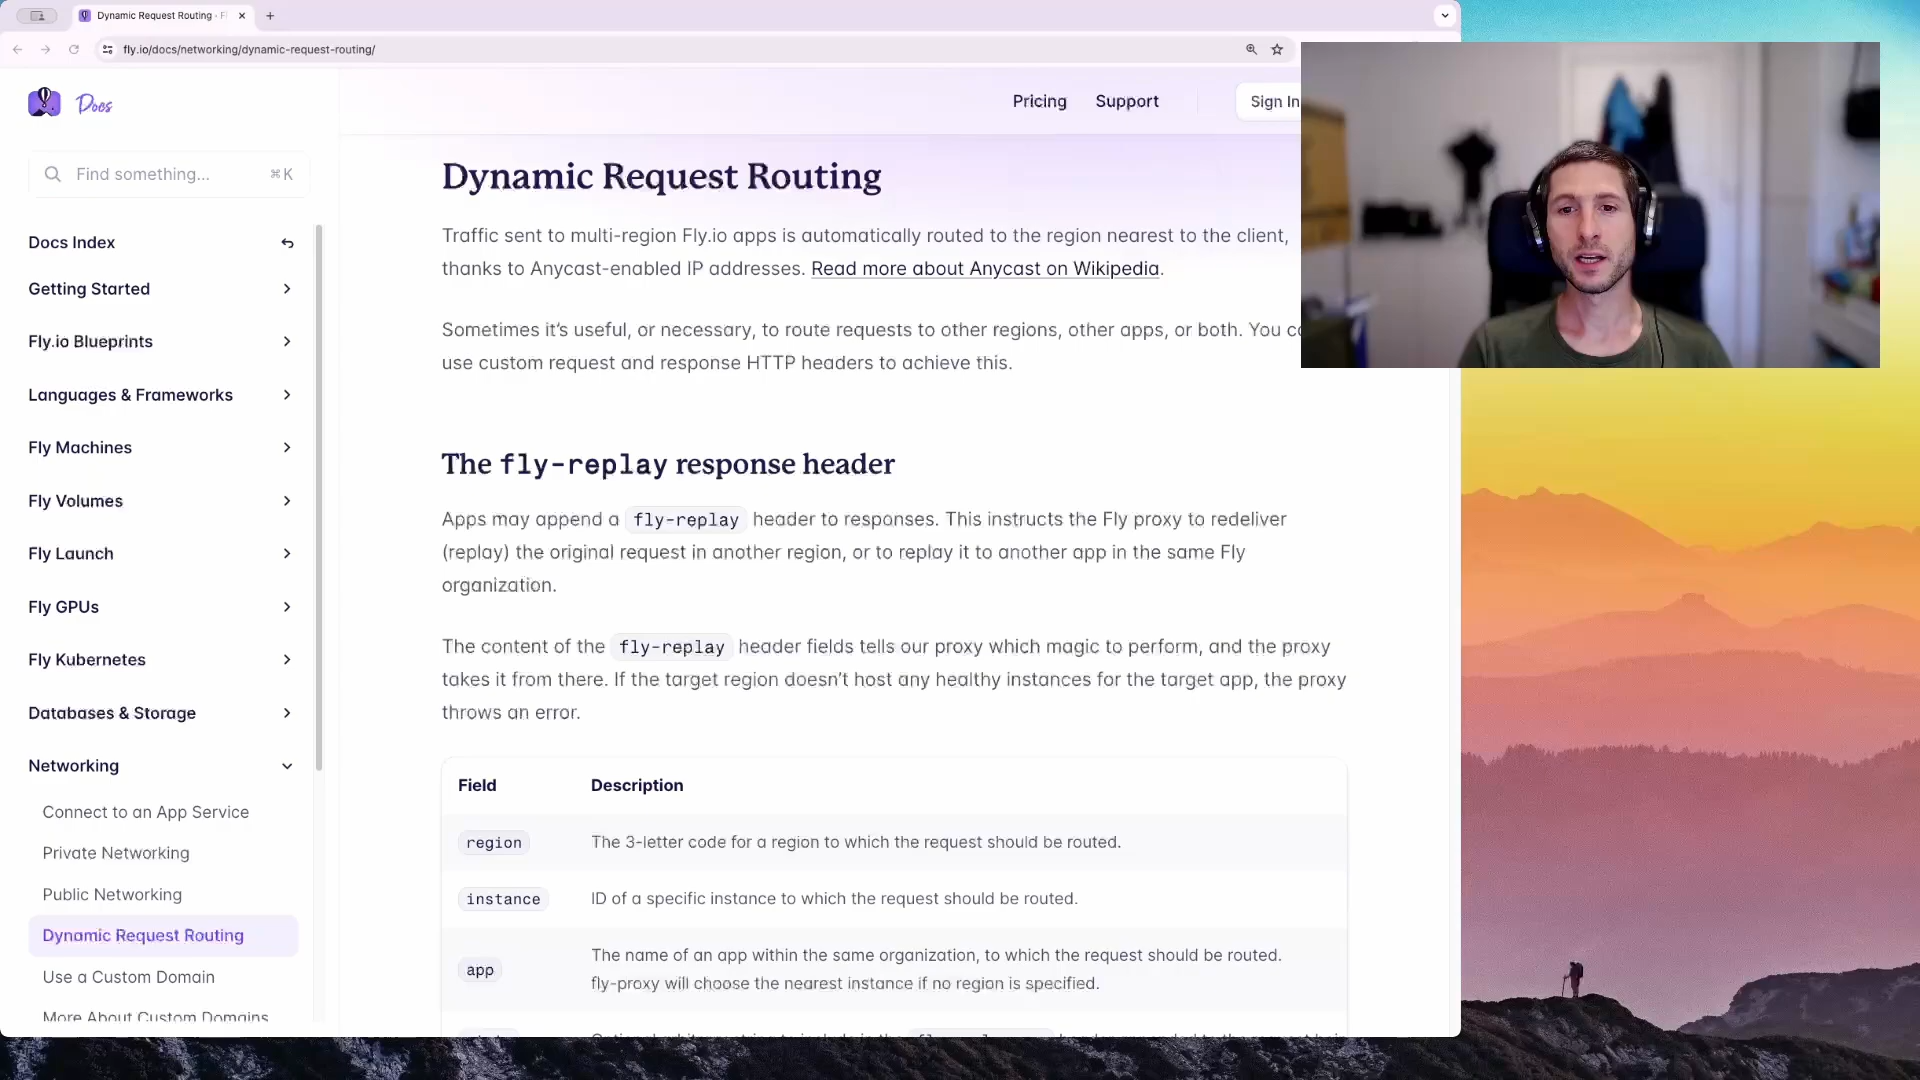 Dynamic Request Routing · F
fly.io/docs/networking/dynamic-request-routing/
Docs
Pricing
Support
Sign In
Find something...
⌘K
Docs Index
Getting Started
Fly.io Blueprints
Languages & Frameworks
Fly Machines
Fly Volumes
Fly Launch
Fly GPUs
Fly Kubernetes
Databases & Storage
Networking
Connect to an App Service
Private Networking
Public Networking
Dynamic Request Routing
Use a Custom Domain
More About Custom Domains
Dynamic Request Routing
Traffic sent to multi-region Fly.io apps is automatically routed to the region nearest to the client,
thanks to Anycast-enabled IP addresses. Read more about Anycast on Wikipedia.
Sometimes it's useful, or necessary, to route requests to other regions, other apps, or both. You
use custom request and response HTTP headers to achieve this.
The fly-replay response header
Apps may append a fly-replay header to responses. This instructs the Fly proxy to redeliver
(replay) the original request in another region, or to replay it to another app in the same Fly
organization.
The content of the fly-replay header fields tells our proxy which magic to perform, and the proxy
takes it from there. If the target region doesn't host any healthy instances for the target app, the proxy
throws an error.
Field Description
region The 3-letter code for a region to which the request should be routed.
instance ID of a specific instance to which the request should be routed.
app The name of an app within the same organization, to which the request should be routed.
fly-proxy will choose the nearest instance if no region is specified.